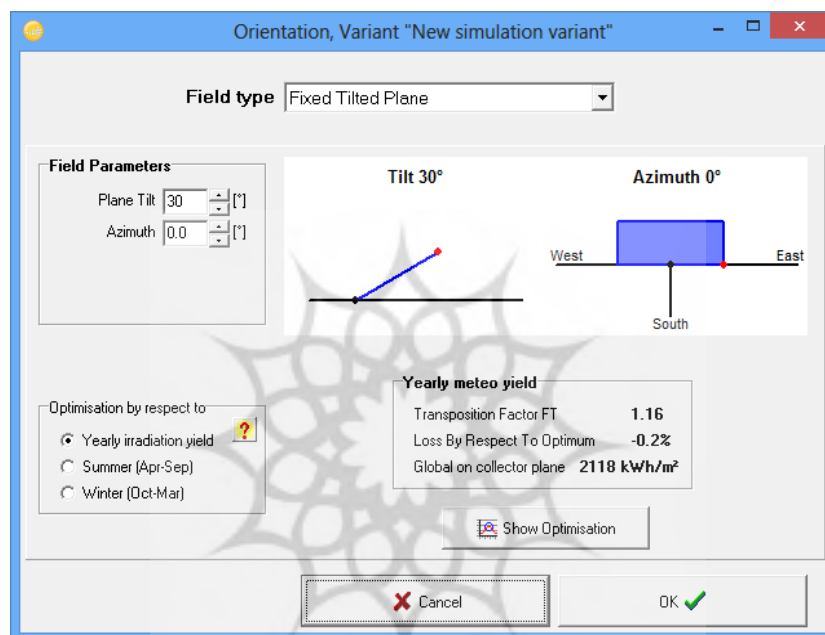 Orientation, Variant "New simulation variant"
Field type Fixed Tilted Plane
Field Parameters
Plane Tilt 30 [°]
Azimuth 0.0 [°]
Tilt 30°
Azimuth 0°
West
East
South
Optimisation by respect to
Yearly irradiation yield
?
Summer (Apr-Sep)
Winter (Oct-Mar)
Yearly meteo yield
Transposition Factor FT 1.16
Loss By Respect To Optimum -0.2%
Global on collector plane 2118 kWh/m²
Show Optimisation
Cancel
OK